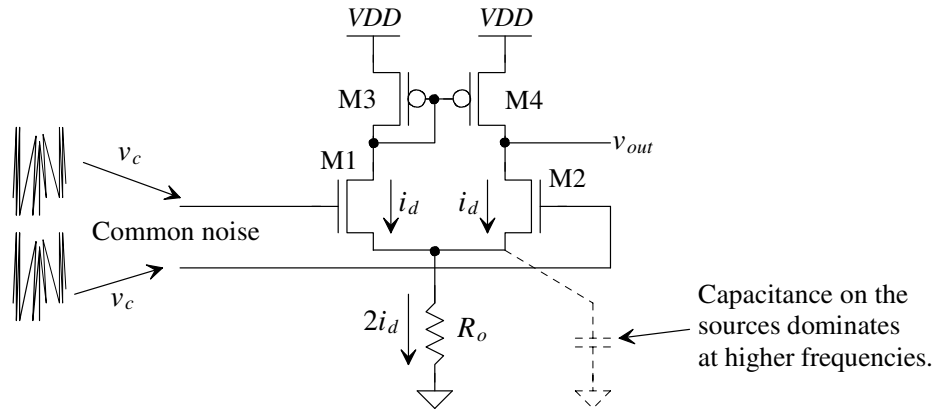 VDD
VDD
M3
M4
v_c
M1
v_out
M2
i_d
i_d
Common noise
v_c
2i_d
R_o
Capacitance on the
sources dominates
at higher frequencies.